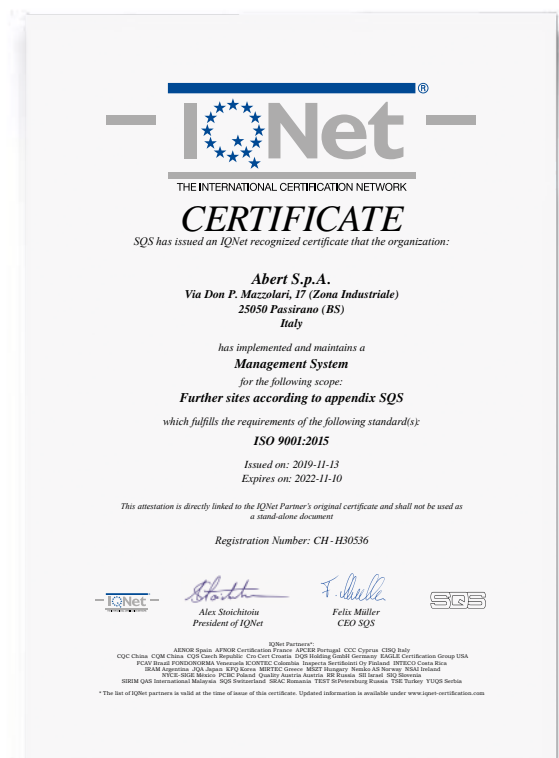 ®
IQNet
THE INTERNATIONAL CERTIFICATION NETWORK
CERTIFICATE
SQS has issued an IQNet recognized certificate that the organization:
Abert S.p.A.
Via Don P. Mazzolari, 17 (Zona Industriale)
25050 Passirano (BS)
Italy
has implemented and maintains a
Management System
for the following scope:
Further sites according to appendix SQS
which fulfills the requirements of the following standard(s):
ISO 9001:2015
Issued on: 2019-11-13
Expires on: 2022-11-10
This attestation is directly linked to the IQNet Partner's original certificate and shall not be used as
a stand-alone document
Registration Number: CH-H30536
IQNet
SQS
Alex Stoichitoiu
President of IQNet
Felix Müller
CEO SQS
IQNet Partners*:
AENOR Spain AFNOR Certification France APCER Portugal CCC Cyprus CISQ Italy
CQC China CQM China CQS Czech Republic Cro Cert Croatia DQS Holding GmbH Germany EAGLE Certification Group USA
FCAV Brazil FONDONORMA Venezuela ICONTEC Colombia Inspecta Sertifiointi Oy Finland INTECO Costa Rica
IRAM Argentina JQA Japan KFQ Korea MIRTEC Greece MSZT Hungary Nemko AS Norway NSAI Ireland
NYCE-SIGE México PCBC Poland Quality Austria Austria RR Russia SII Israel SIQ Slovenia
SIRIM QAS International Malaysia SQS Switzerland SRAC Romania TEST St Petersburg Russia TSE Turkey YUQS Serbia
* The list of IQNet partners is valid at the time of issue of this certificate. Updated information is available under www.iqnet-certification.com